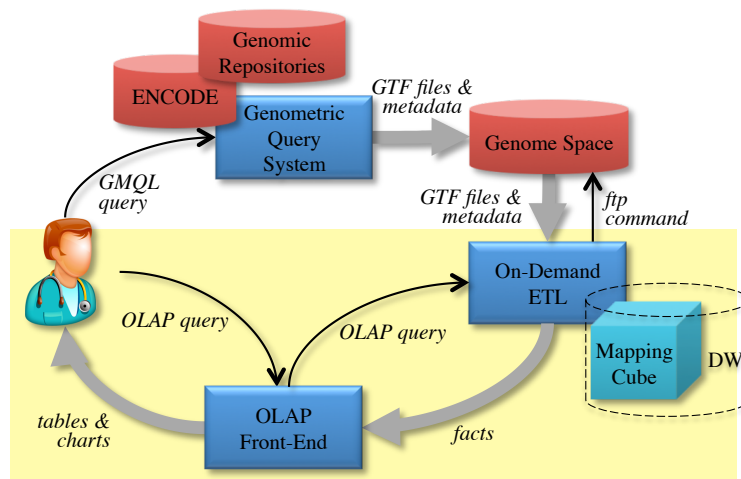 Genomic
Repositories
ENCODE
GTF files &
metadata
Genometric
Query
System
Genome Space
GMQL
query
GTF files &
metadata
ftp
command
On-Demand
ETL
OLAP query
OLAP query
Mapping
Cube
DW
OLAP
Front-End
tables &
charts
facts